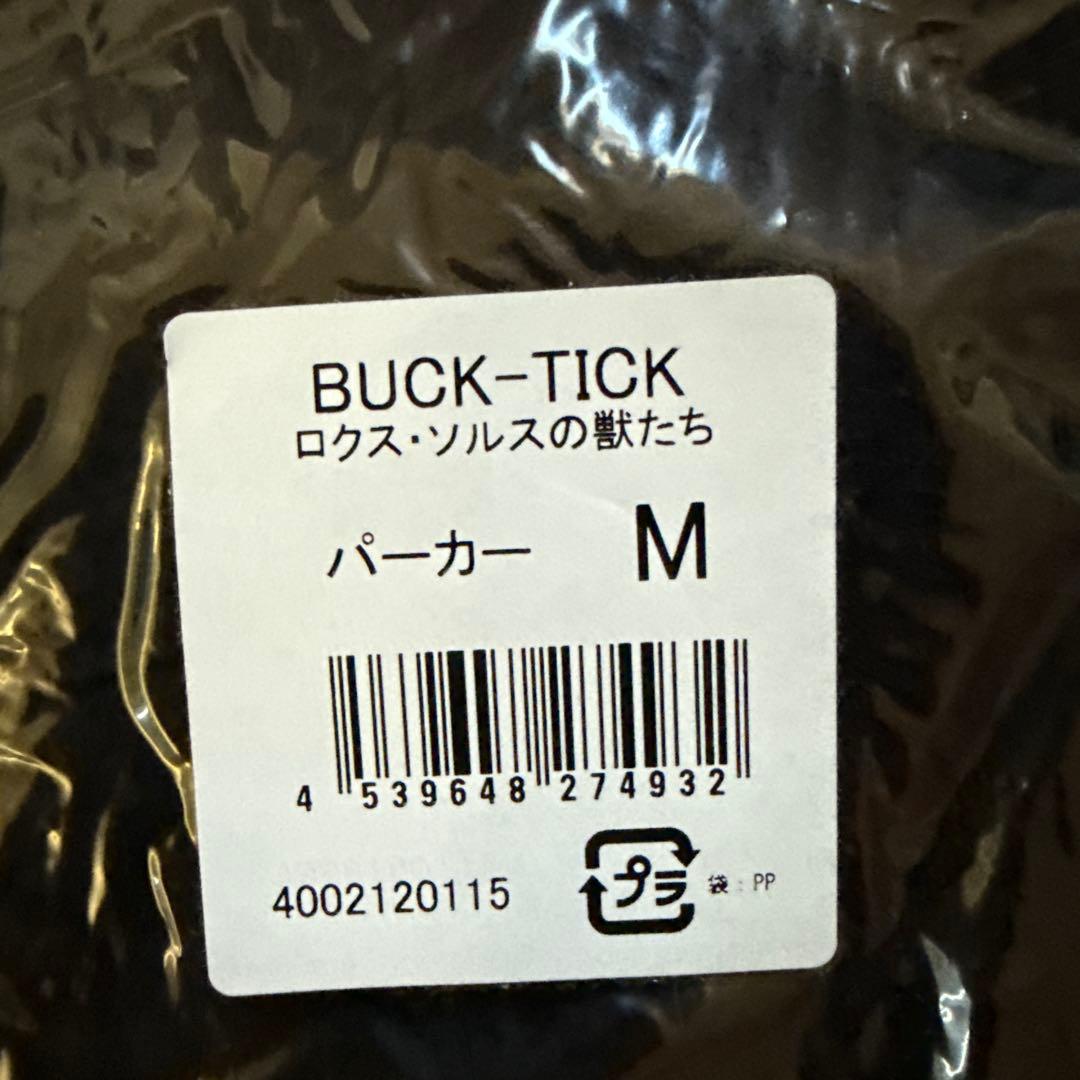 BUCK-TICK
ロクス・ソルスの獣たち
パーカー M
4 539648 274932
4002120115 プラ 袋:PP